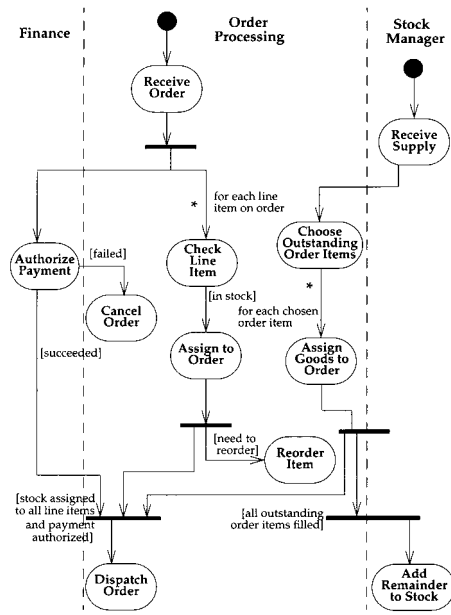 Finance
Order
Processing
Stock
Manager
Receive
Order
Receive
Supply
*
for each line
item on order
Authorize
Payment
[failed]
Check
Line
Item
Choose
Outstanding
Order Items
Cancel
Order
[in stock]
*
for each chosen
order item
[succeeded]
Assign to
Order
Assign
Goods to
Order
[need to
reorder]
Reorder
Item
[stock assigned
to all line items
and payment
authorized]
[all outstanding
order items filled]
Dispatch
Order
Add
Remainder
to Stock